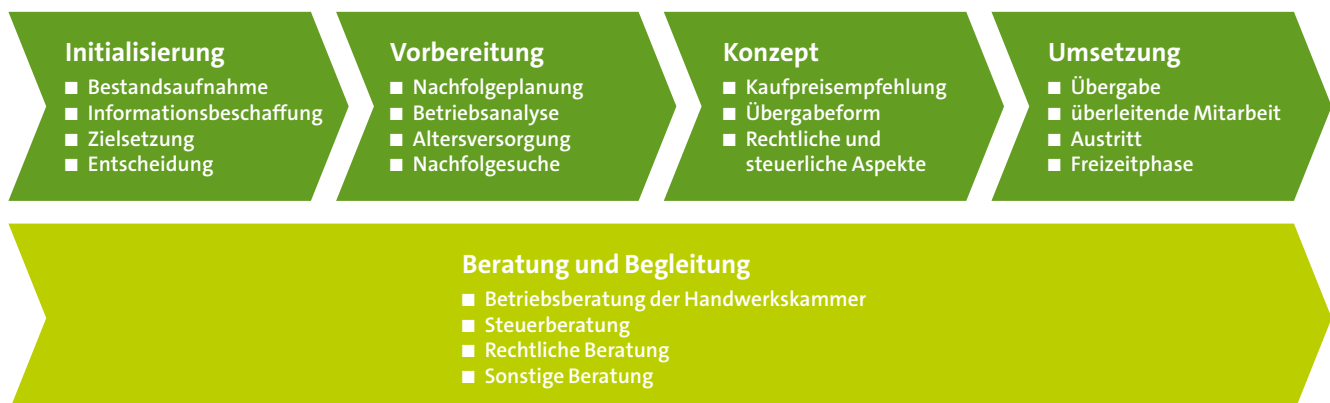 Initialisierung
■ Bestandsaufnahme
■ Informationsbeschaffung
■ Zielsetzung
■ Entscheidung
Vorbereitung
■ Nachfolgeplanung
■ Betriebsanalyse
■ Altersversorgung
■ Nachfolgesuche
Konzept
■ Kaufpreisempfehlung
■ Übergabeform
■ Rechtliche und
steuerliche Aspekte
Umsetzung
■ Übergabe
■ überleitende Mitarbeit
■ Austritt
■ Freizeitphase
Beratung und Begleitung
■ Betriebsberatung der Handwerkskammer
■ Steuerberatung
■ Rechtliche Beratung
■ Sonstige Beratung